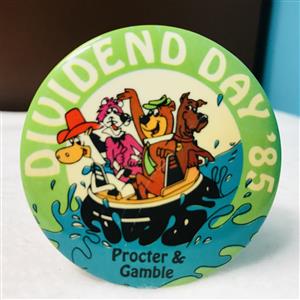 DIVIDEND DAY '85
Procter &
Gamble